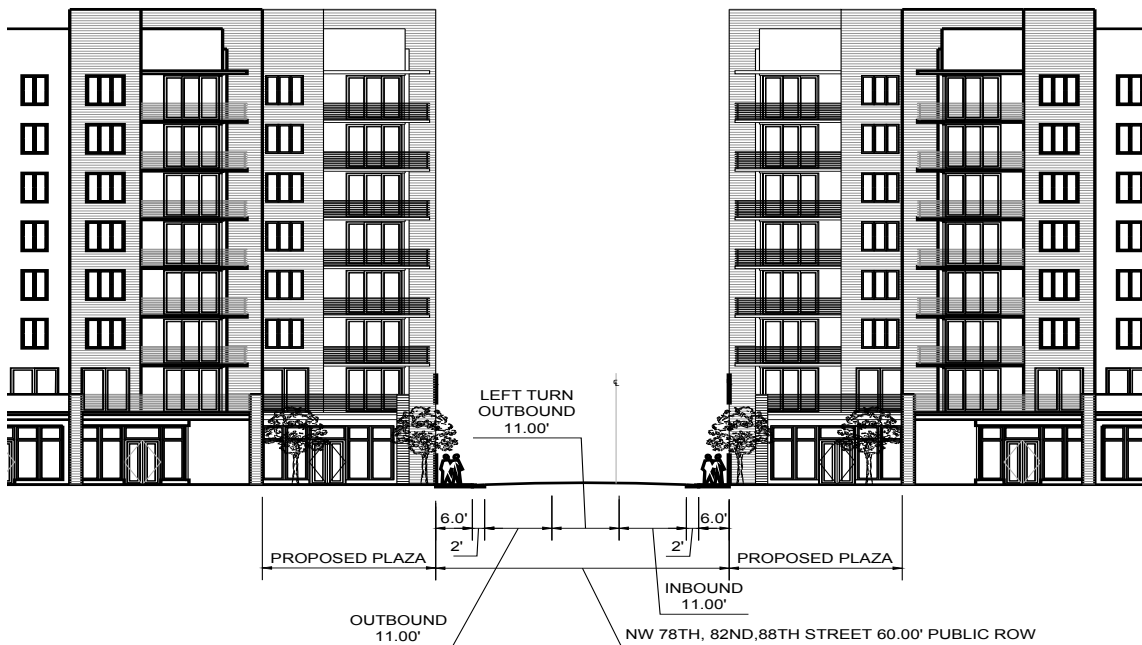 ℄
LEFT TURN
OUTBOUND
11.00'
6.0'
6.0'
2'
2'
PROPOSED PLAZA
PROPOSED PLAZA
INBOUND
11.00'
OUTBOUND
11.00'
NW 78TH, 82ND,88TH STREET 60.00' PUBLIC ROW